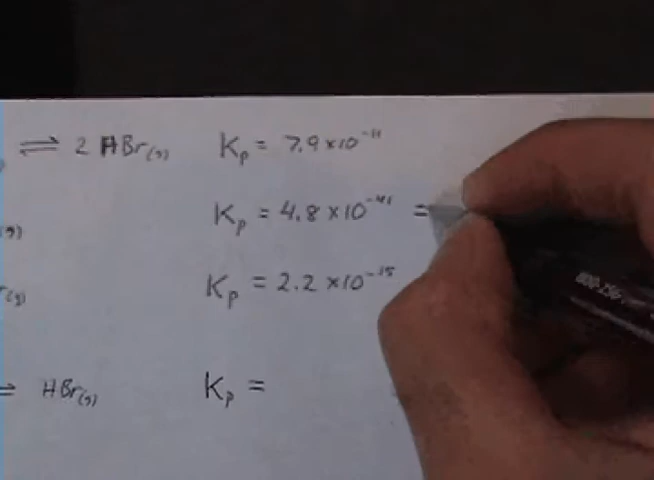 ⇌ 2 HBr(g) Kp = 7.9 × 10⁻¹¹
(g) Kp = 4.8 × 10⁻⁴¹ =
r(g) Kp = 2.2 × 10⁻¹⁵
⇌ HBr(g) Kp =